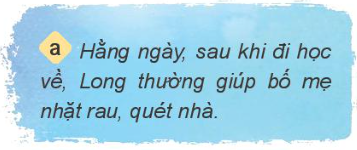 a Hằng ngày, sau khi đi học
về, Long thường giúp bố mẹ
nhặt rau, quét nhà.